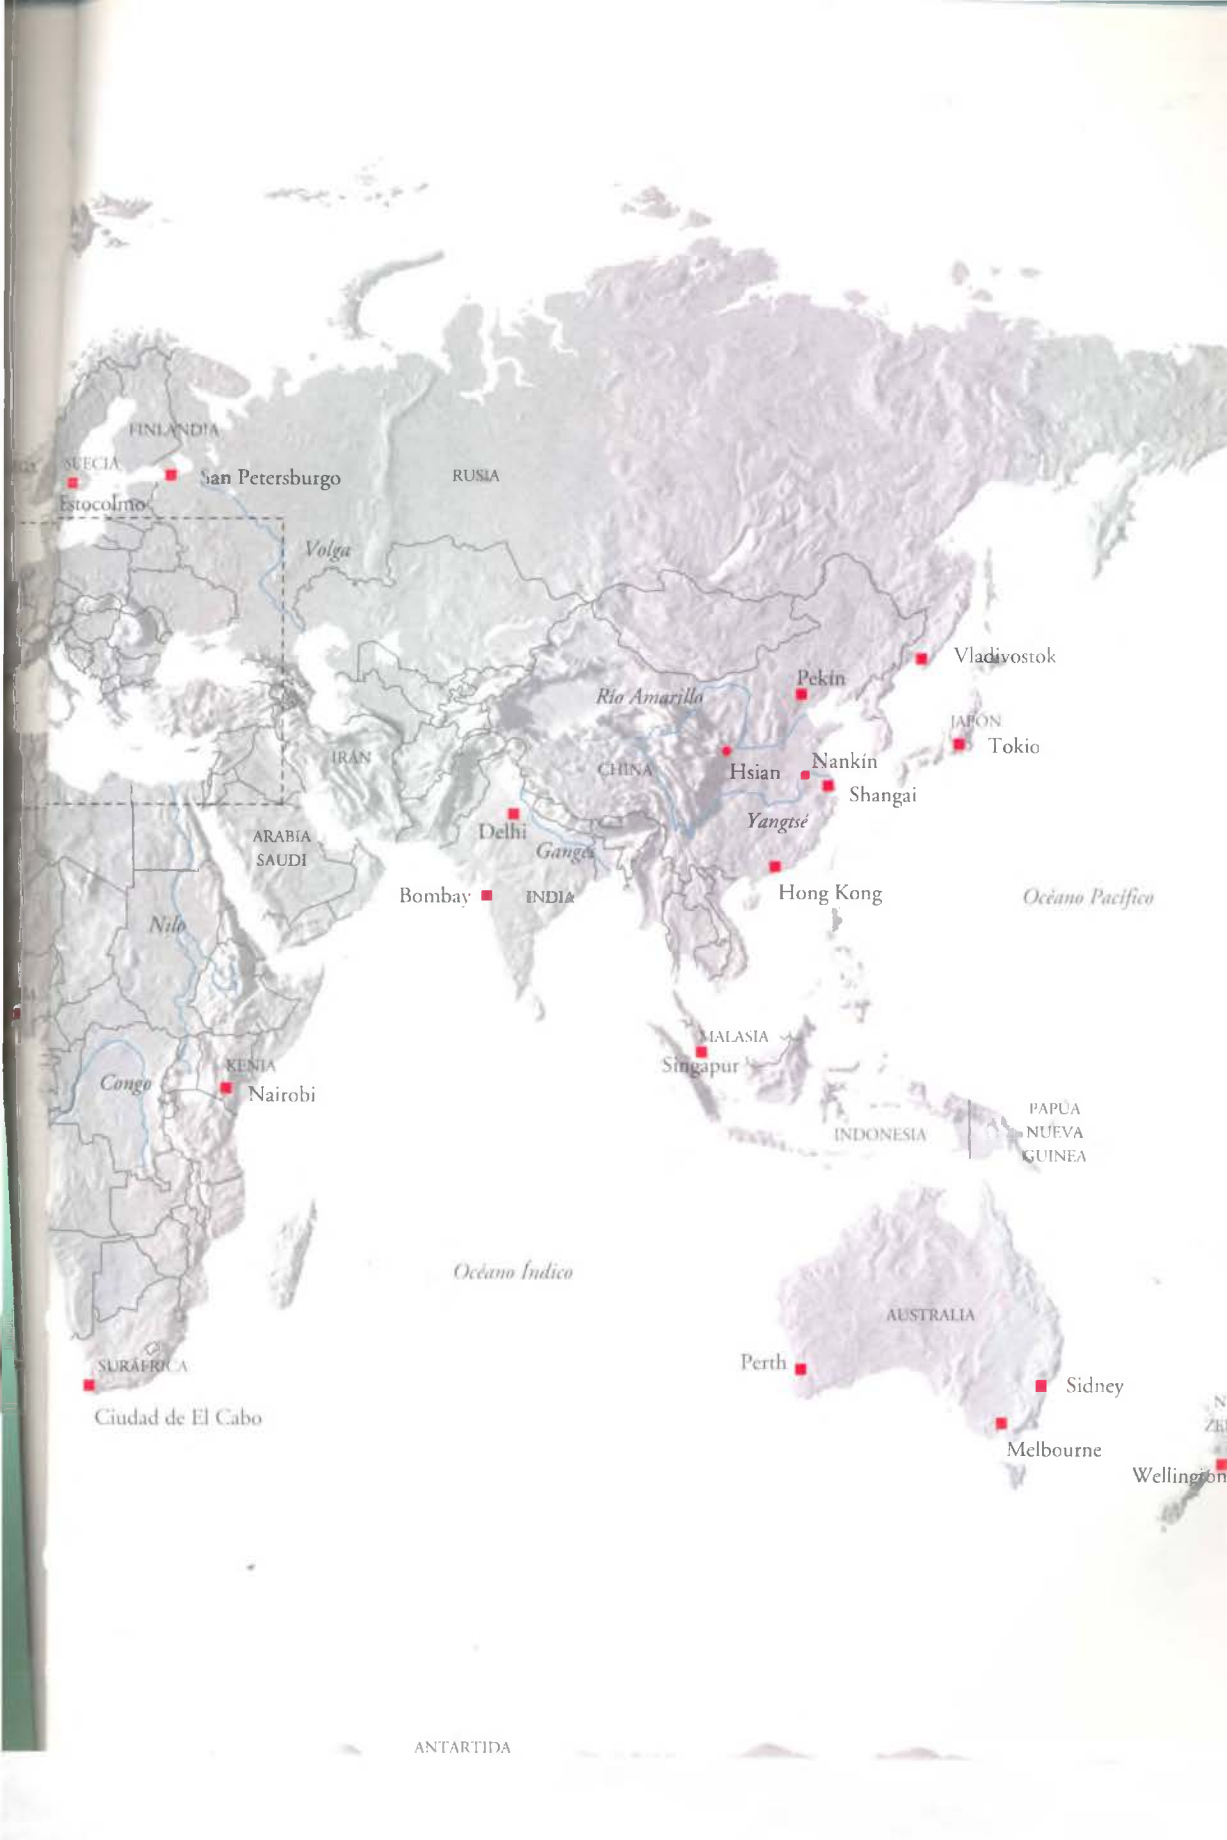 FINLANDIA
SUECIA
San Petersburgo
RUSIA
Estocolmo
Volga
Vladivostok
Pekín
Río Amarillo
JAPÓN
Tokio
IRÁN
CHINA
Hsian
Nankín
Shangai
Yangtsé
Delhi
ARABIA
SAUDI
Ganges
Bombay
INDIA
Hong Kong
Océano Pacífico
Nilo
MALASIA
Singapur
KENIA
Congo
Nairobi
PAPÚA
NUEVA
GUINEA
INDONESIA
Océano Índico
AUSTRALIA
SURÁFRICA
Perth
Sidney
Ciudad de El Cabo
Melbourne
Wellington
ANTÁRTIDA